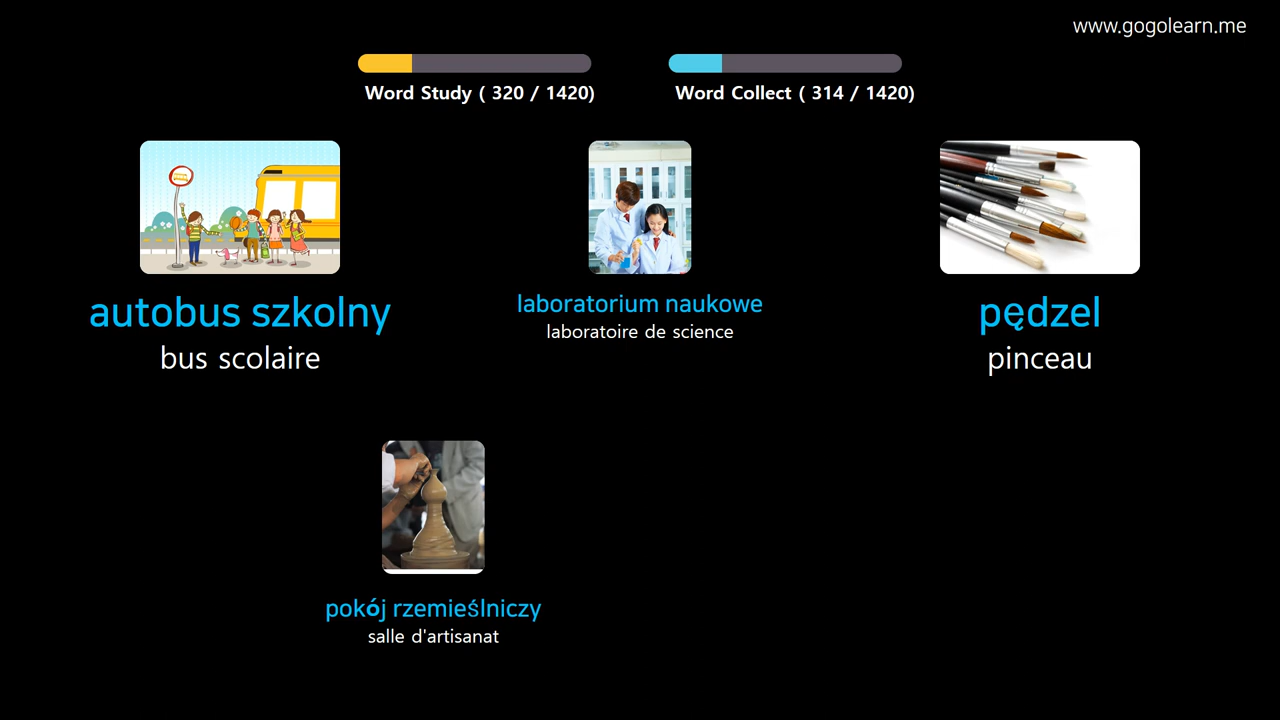 www.gogolearn.me
Word Study ( 320 / 1420)
Word Collect ( 314 / 1420)
autobus szkolny
bus scolaire
laboratorium naukowe
laboratoire de science
pędzel
pinceau
pokój rzemieślniczy
salle d'artisanat